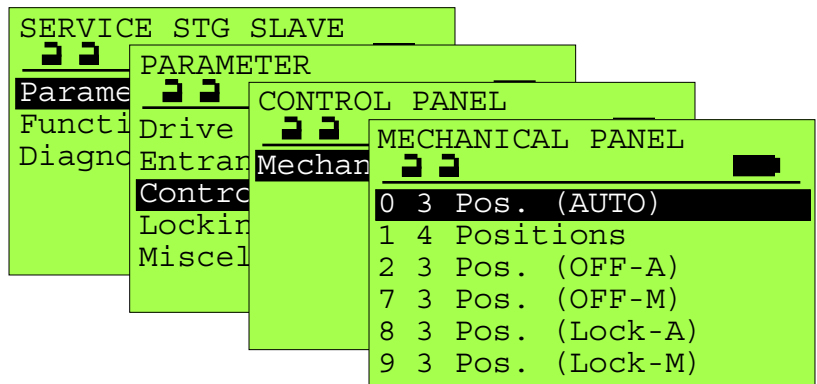 SERVICE STG SLAVE
Parame
Functi
Diagno
PARAMETER
Drive
Entran
Contro
Lockin
Miscel
CONTROL PANEL
Mechan
MECHANICAL PANEL
0 3 Pos. (AUTO)
1 4 Positions
2 3 Pos. (OFF-A)
7 3 Pos. (OFF-M)
8 3 Pos. (Lock-A)
9 3 Pos. (Lock-M)